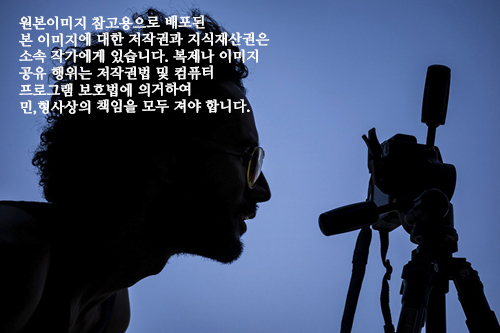 원본이미지 참고용으로 배포된
본 이미지에 대한 저작권과 지식재산권은
소속 작가에게 있습니다. 복제나 이미지
공유 행위는 저작권법 및 컴퓨터
프로그램 보호법에 의거하여
민,형사상의 책임을 모두 져야 합니다.